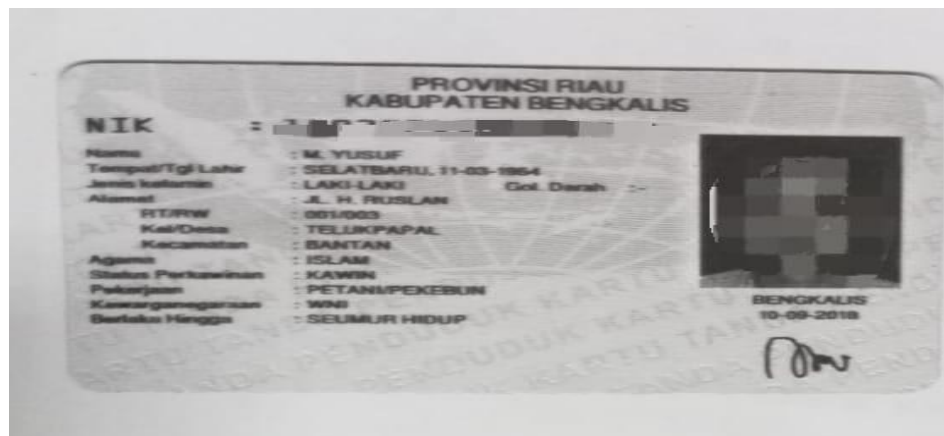 PROVINSI RIAU
KABUPATEN BENGKALIS
NIK :
Nama : M. YUSUF
Tempat/Tgl Lahir : SELATBARU, 11-03-1964
Jenis kelamin : LAKI-LAKI Gol. Darah :-
Alamat : JL. H. RUSLAN
RT/RW : 001/003
Kel/Desa : TELUKPAPAL
Kecamatan : BANTAN
Agama : ISLAM
Status Perkawinan : KAWIN
Pekerjaan : PETANI/PEKEBUN
Kewarganegaraan : WNI
Berlaku Hingga : SEUMUR HIDUP
BENGKALIS
10-09-2018